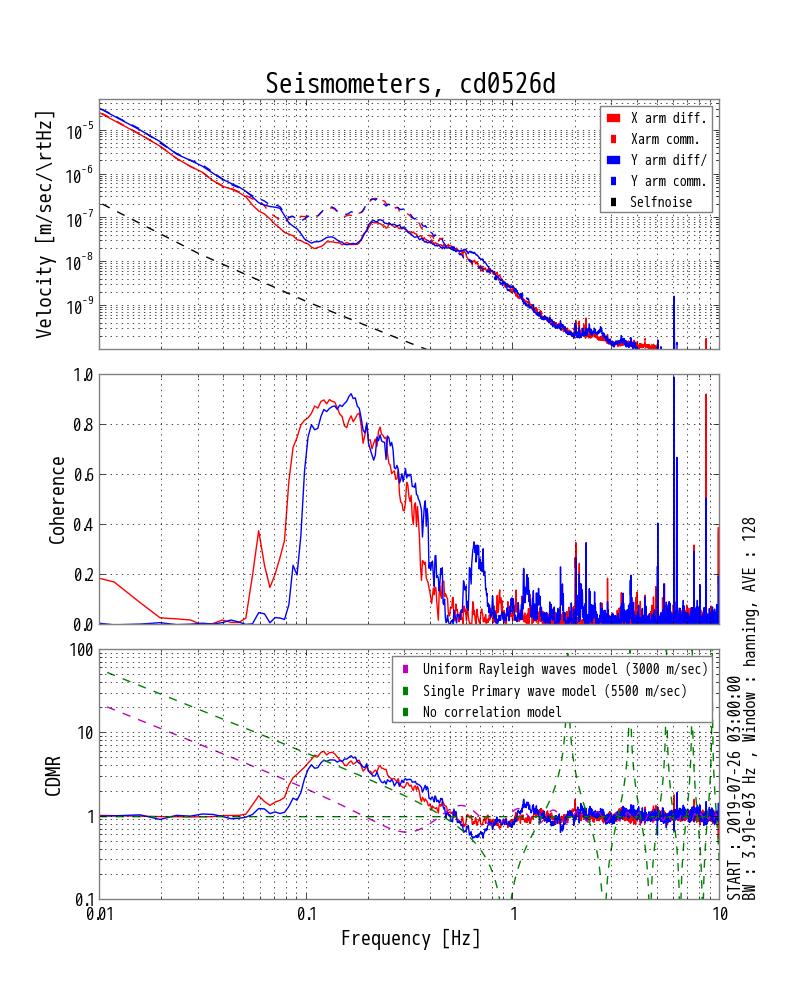 Seismometers, cd0526d
Velocity [m/sec/\rtHz]
10^-5
10^-6
10^-7
10^-8
10^-9
X arm diff.
Xarm comm.
Y arm diff/
Y arm comm.
Selfnoise
Coherence
1.0
0.8
0.6
0.4
0.2
0.0
CDMR
100
10
1
0.1
Uniform Rayleigh waves model (3000 m/sec)
Single Primary wave model (5500 m/sec)
No correlation model
0.01
0.1
1
10
Frequency [Hz]
START : 2019-07-26 03:00:00
BW : 3.91e-03 Hz , Window : hanning, AVE : 128